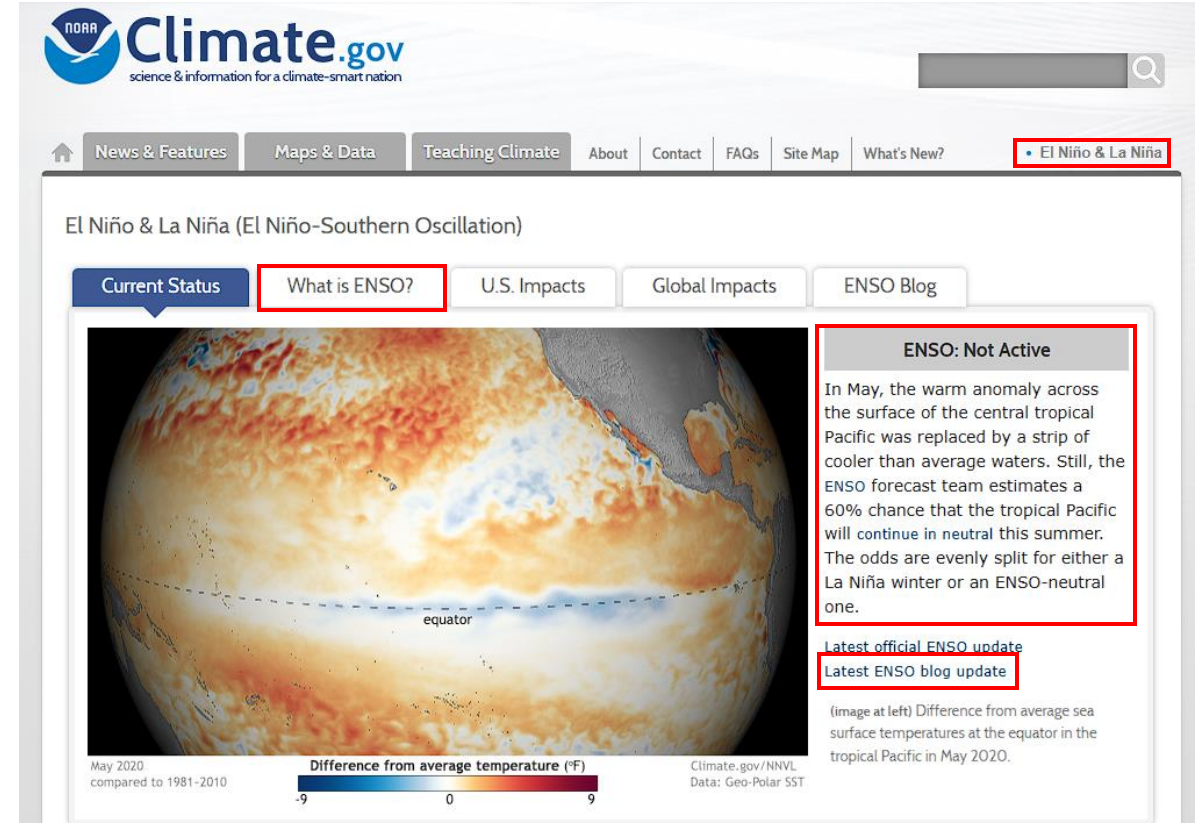 NOAA
Climate.gov
science & information for a climate-smart nation
News & Features
Maps & Data
Teaching Climate
About
Contact
FAQs
Site Map
What's New?
• El Niño & La Niña
El Niño & La Niña (El Niño-Southern Oscillation)
Current Status
What is ENSO?
U.S. Impacts
Global Impacts
ENSO Blog
equator
May 2020
compared to 1981-2010
Difference from average temperature (°F)
-9
0
9
Climate.gov/NNVL
Data: Geo-Polar SST
ENSO: Not Active
In May, the warm anomaly across
the surface of the central tropical
Pacific was replaced by a strip of
cooler than average waters. Still, the
ENSO forecast team estimates a
60% chance that the tropical Pacific
will continue in neutral this summer.
The odds are evenly split for either a
La Niña winter or an ENSO-neutral
one.
Latest official ENSO update
Latest ENSO blog update
(image at left) Difference from average sea
surface temperatures at the equator in the
tropical Pacific in May 2020.